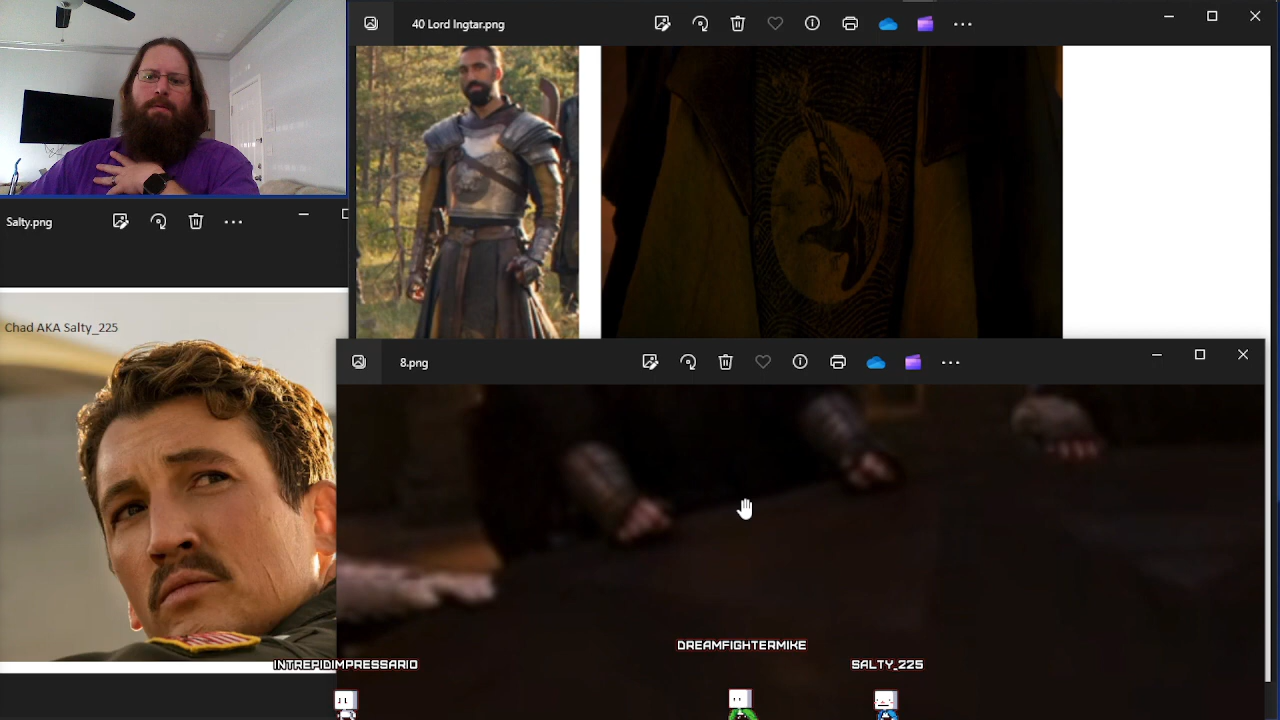 40 Lord Ingtar.png
Salty.png
Chad AKA Salty_225
8.png
DREAMFIGHTERMIKE
INTREPIDIMPRESSARIO
SALTY_225